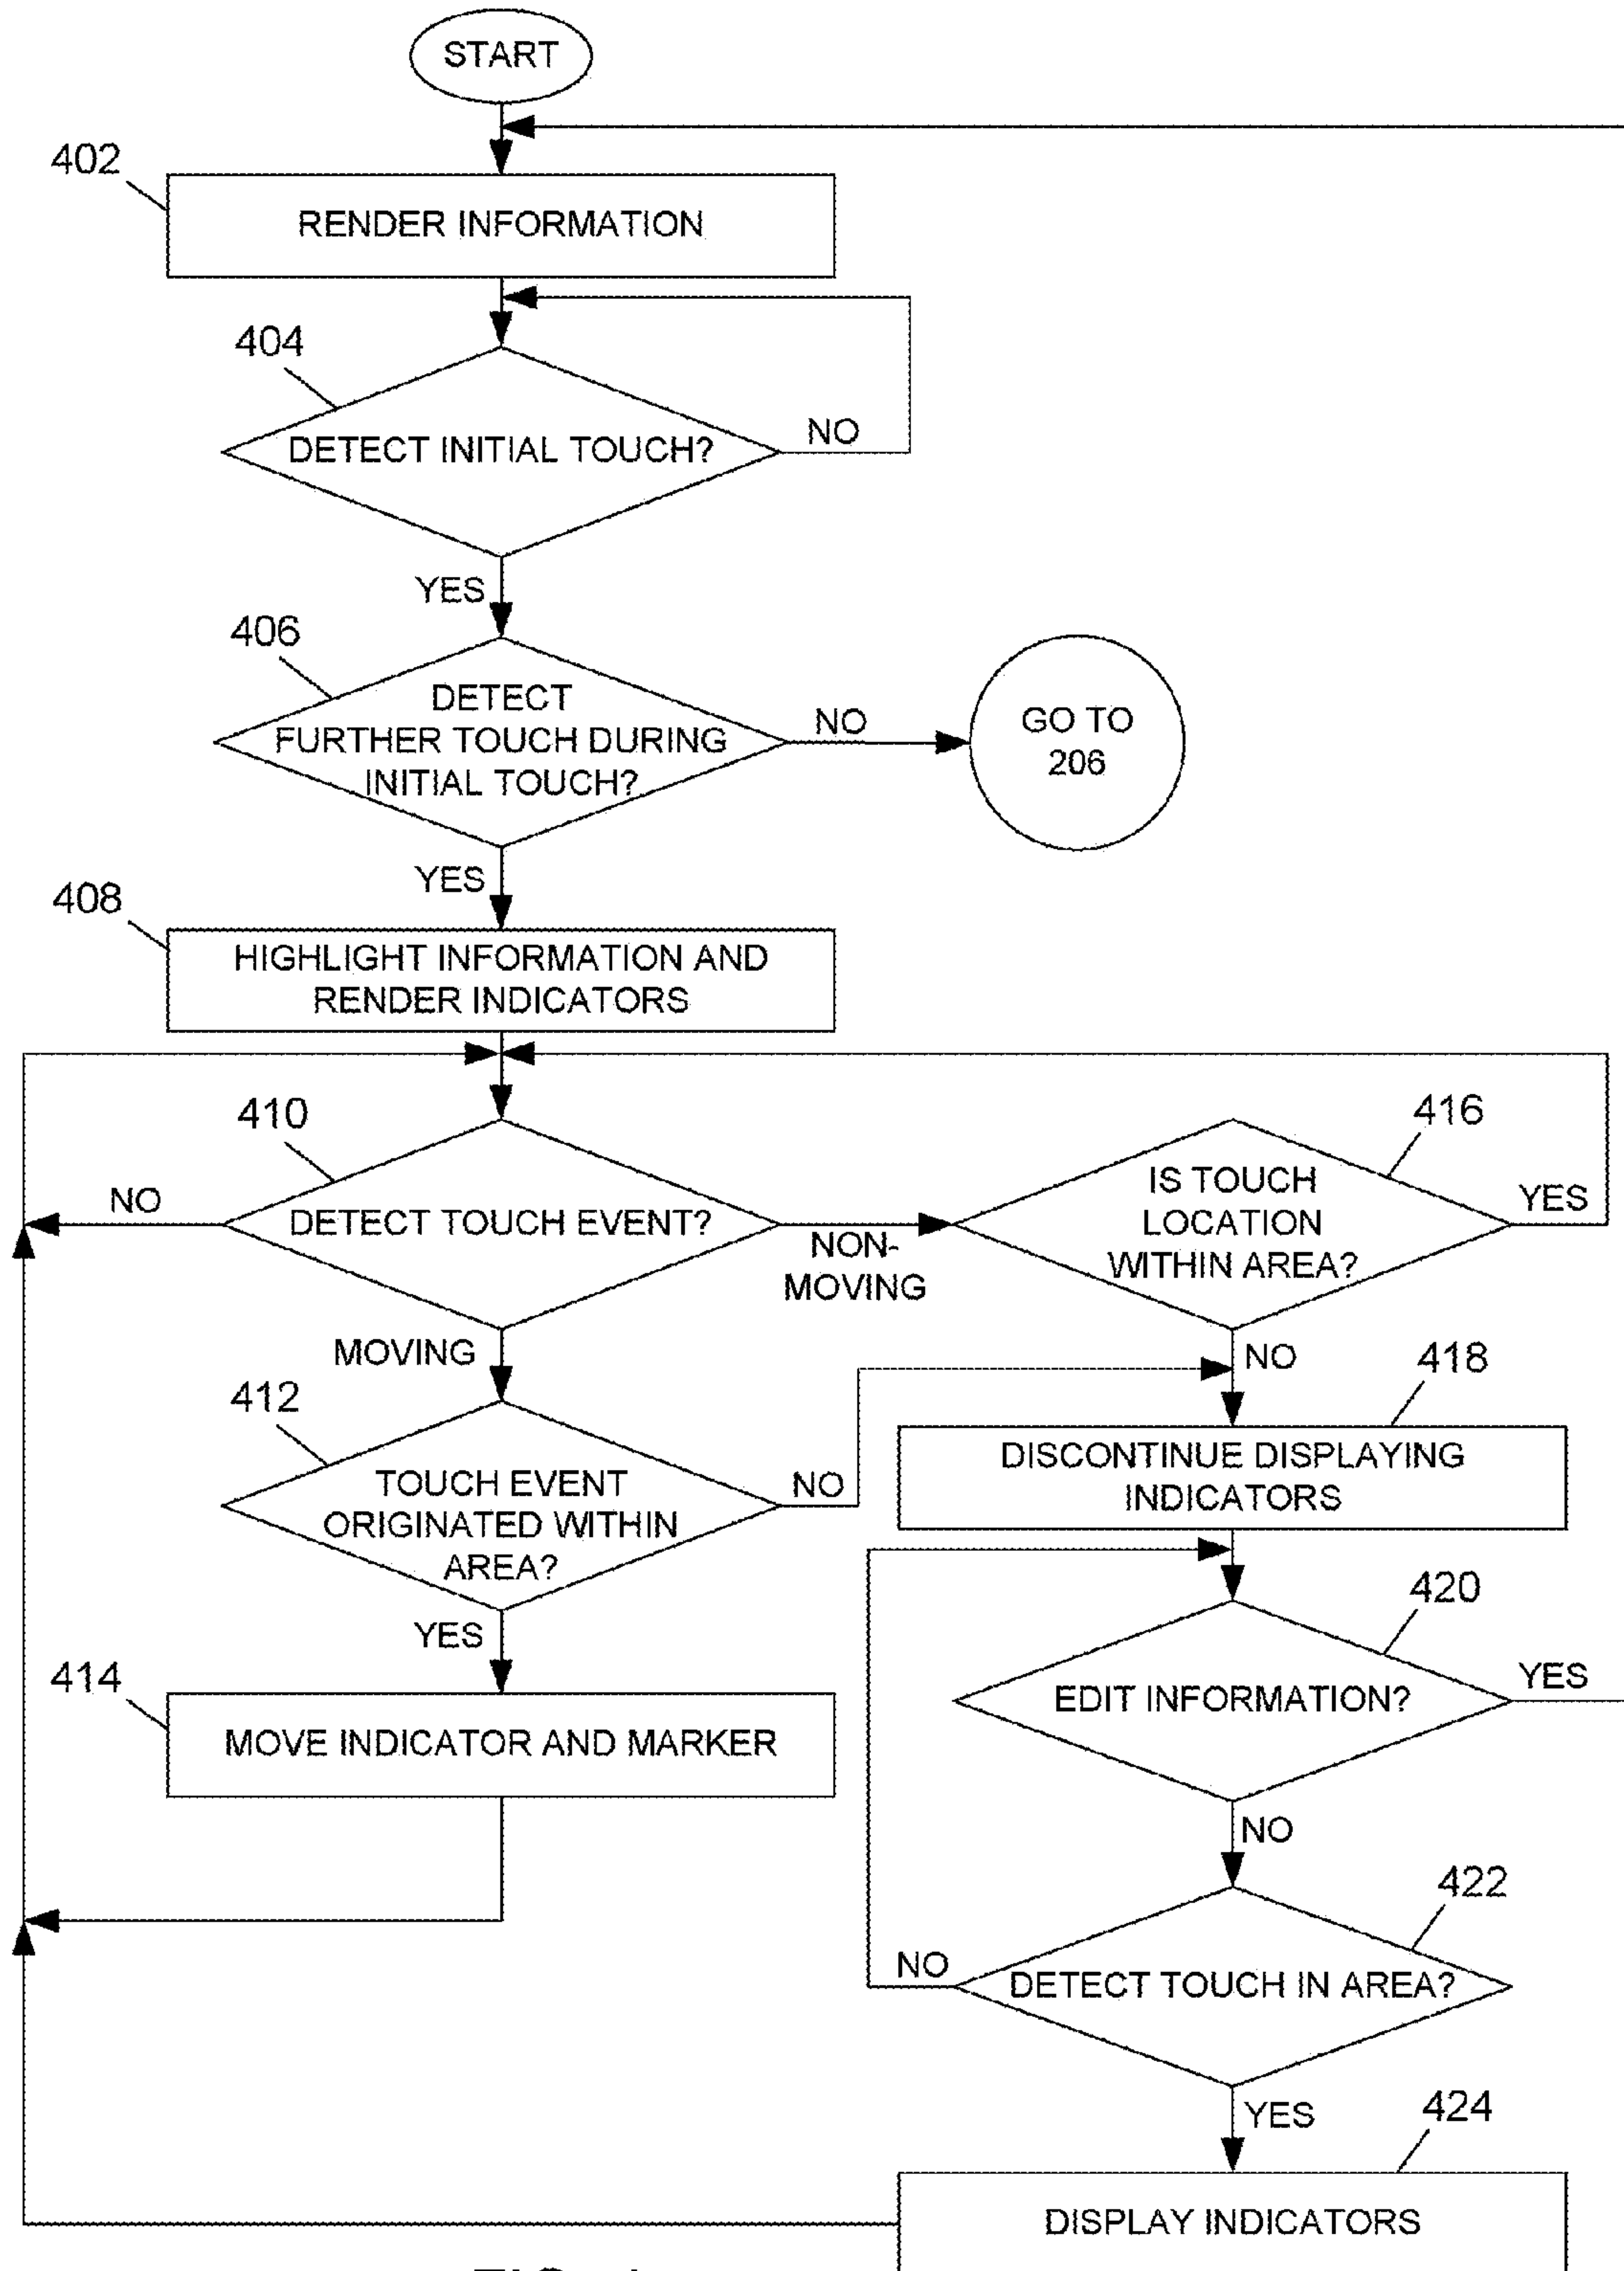 START
402
RENDER INFORMATION
404
DETECT INITIAL TOUCH?
NO
YES
406
DETECT
FURTHER TOUCH DURING
INITIAL TOUCH?
NO
GO TO
206
YES
408
HIGHLIGHT INFORMATION AND
RENDER INDICATORS
410
DETECT TOUCH EVENT?
NO
NON-
MOVING
416
IS TOUCH
LOCATION
WITHIN AREA?
YES
MOVING
NO
412
TOUCH EVENT
ORIGINATED WITHIN
AREA?
NO
418
DISCONTINUE DISPLAYING
INDICATORS
YES
414
MOVE INDICATOR AND MARKER
420
EDIT INFORMATION?
YES
NO
422
DETECT TOUCH IN AREA?
NO
YES
424
DISPLAY INDICATORS